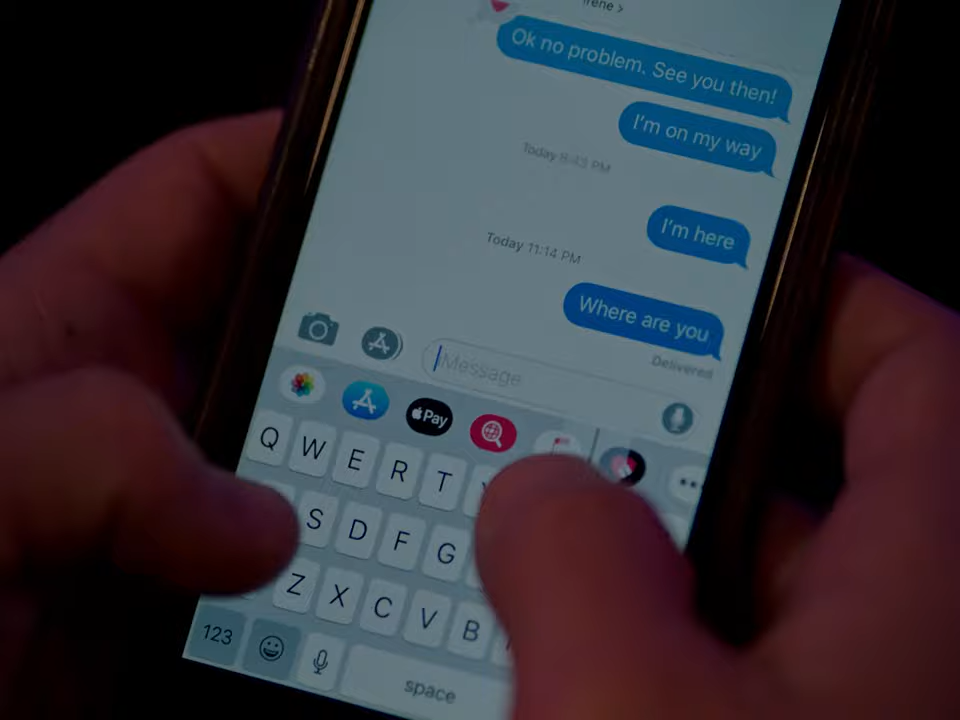 Ok no problem. See you then!
I'm on my way
Today 8:43 PM
I'm here
Today 11:14 PM
Where are you
Delivered
Message
Pay
Q W E R T
S D F G
Z X C V B
123
space